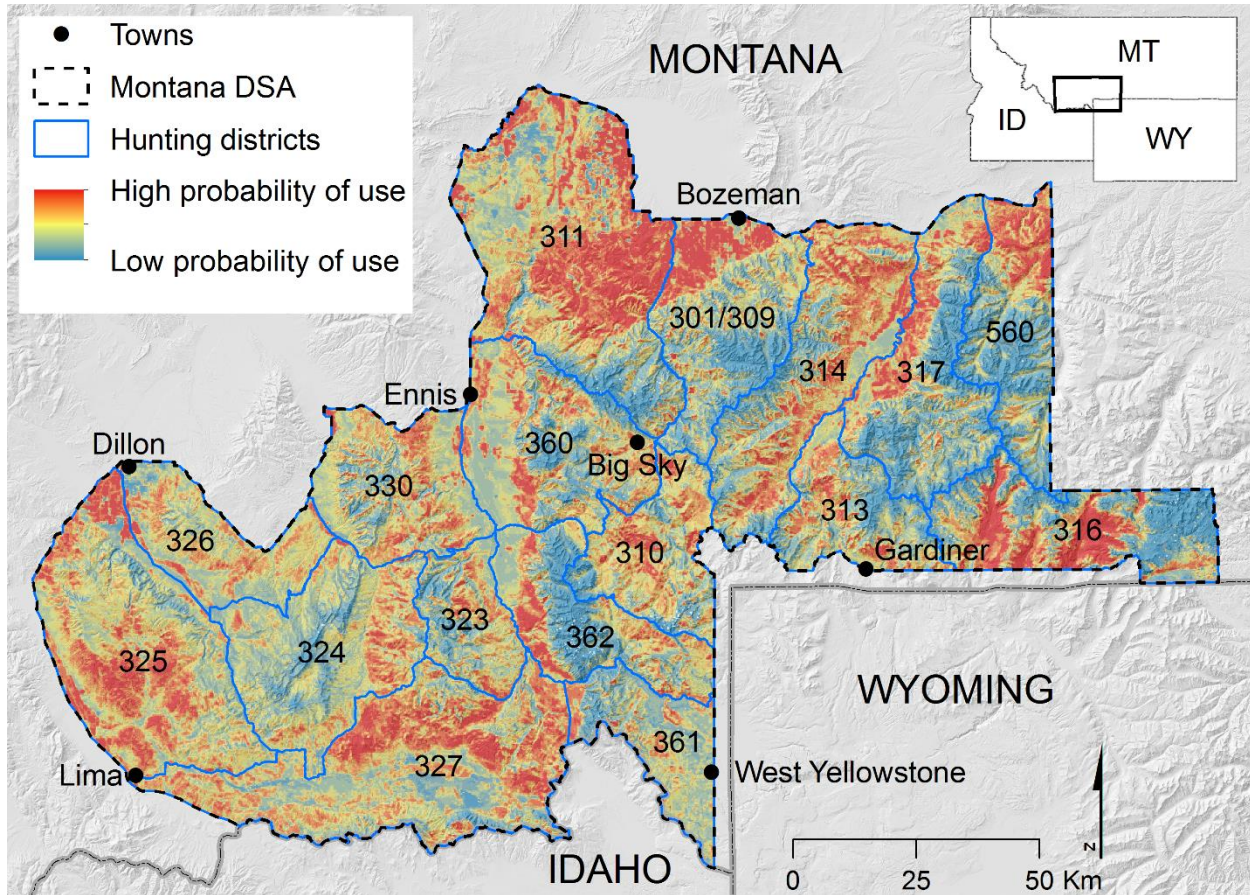 Towns
Montana DSA
Hunting districts
High probability of use
Low probability of use
MONTANA
MT
ID
WY
Bozeman
311
301/309
560
314
317
Ennis
360
Big Sky
Dillon
330
326
313
316
310
Gardiner
323
362
324
325
WYOMING
361
327
Lima
West Yellowstone
IDAHO
0 25 50 Km
z